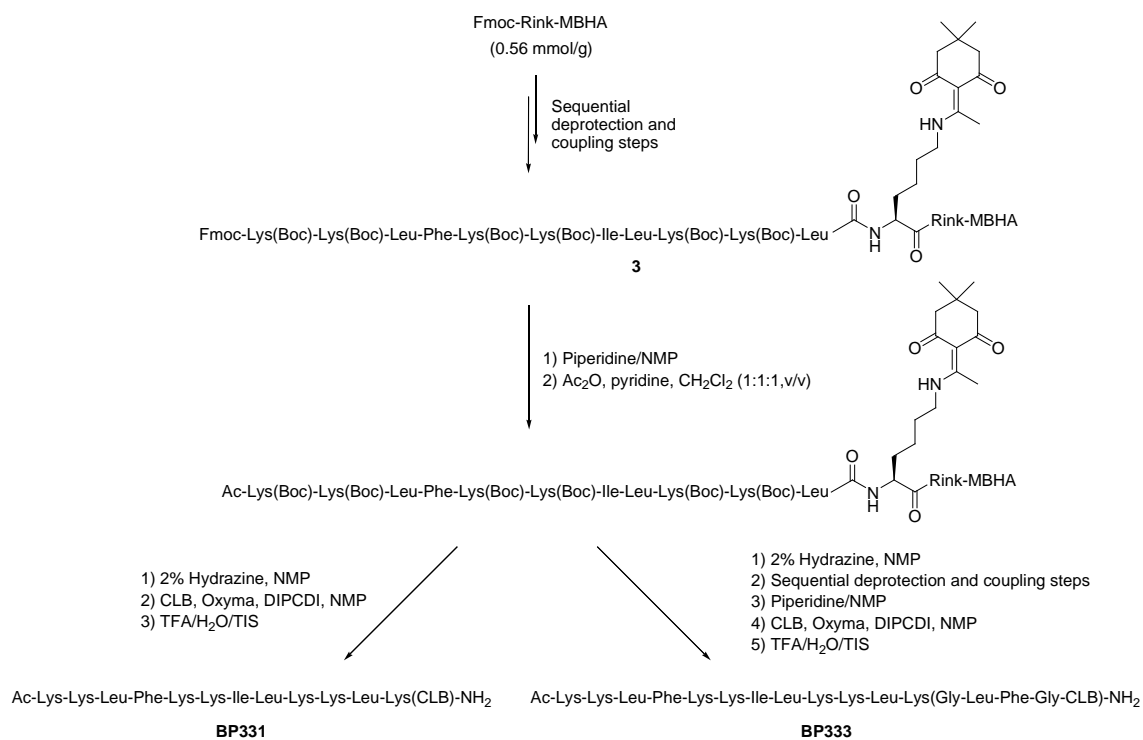 Fmoc-Rink-MBHA
(0.56 mmol/g)
Sequential
deprotection and
coupling steps
O
O
HN
O
Fmoc-Lys(Boc)-Lys(Boc)-Leu-Phe-Lys(Boc)-Lys(Boc)-Ile-Leu-Lys(Boc)-Lys(Boc)-Leu
N
H
Rink-MBHA
O
3
1) Piperidine/NMP
2) Ac₂O, pyridine, CH₂Cl₂ (1:1:1,v/v)
O
O
HN
O
Ac-Lys(Boc)-Lys(Boc)-Leu-Phe-Lys(Boc)-Lys(Boc)-Ile-Leu-Lys(Boc)-Lys(Boc)-Leu
N
H
Rink-MBHA
O
1) 2% Hydrazine, NMP
2) CLB, Oxyma, DIPCDI, NMP
3) TFA/H₂O/TIS
1) 2% Hydrazine, NMP
2) Sequential deprotection and coupling steps
3) Piperidine/NMP
4) CLB, Oxyma, DIPCDI, NMP
5) TFA/H₂O/TIS
Ac-Lys-Lys-Leu-Phe-Lys-Lys-Ile-Leu-Lys-Lys-Leu-Lys(CLB)-NH₂
BP331
Ac-Lys-Lys-Leu-Phe-Lys-Lys-Ile-Leu-Lys-Lys-Leu-Lys(Gly-Leu-Phe-Gly-CLB)-NH₂
BP333